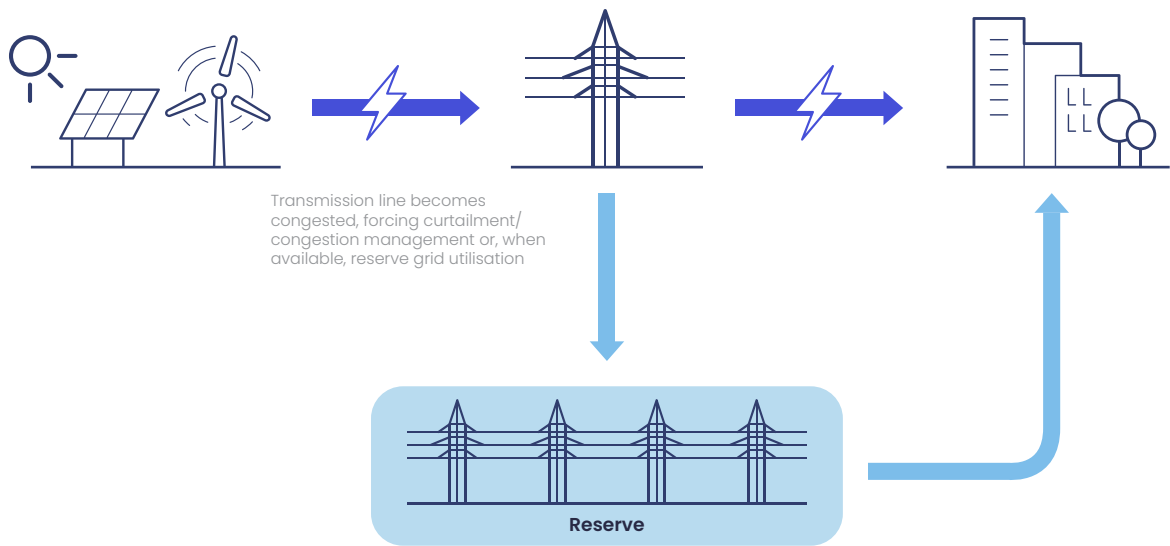 Transmission line becomes
congested, forcing curtailment/
congestion management or, when
available, reserve grid utilisation
Reserve